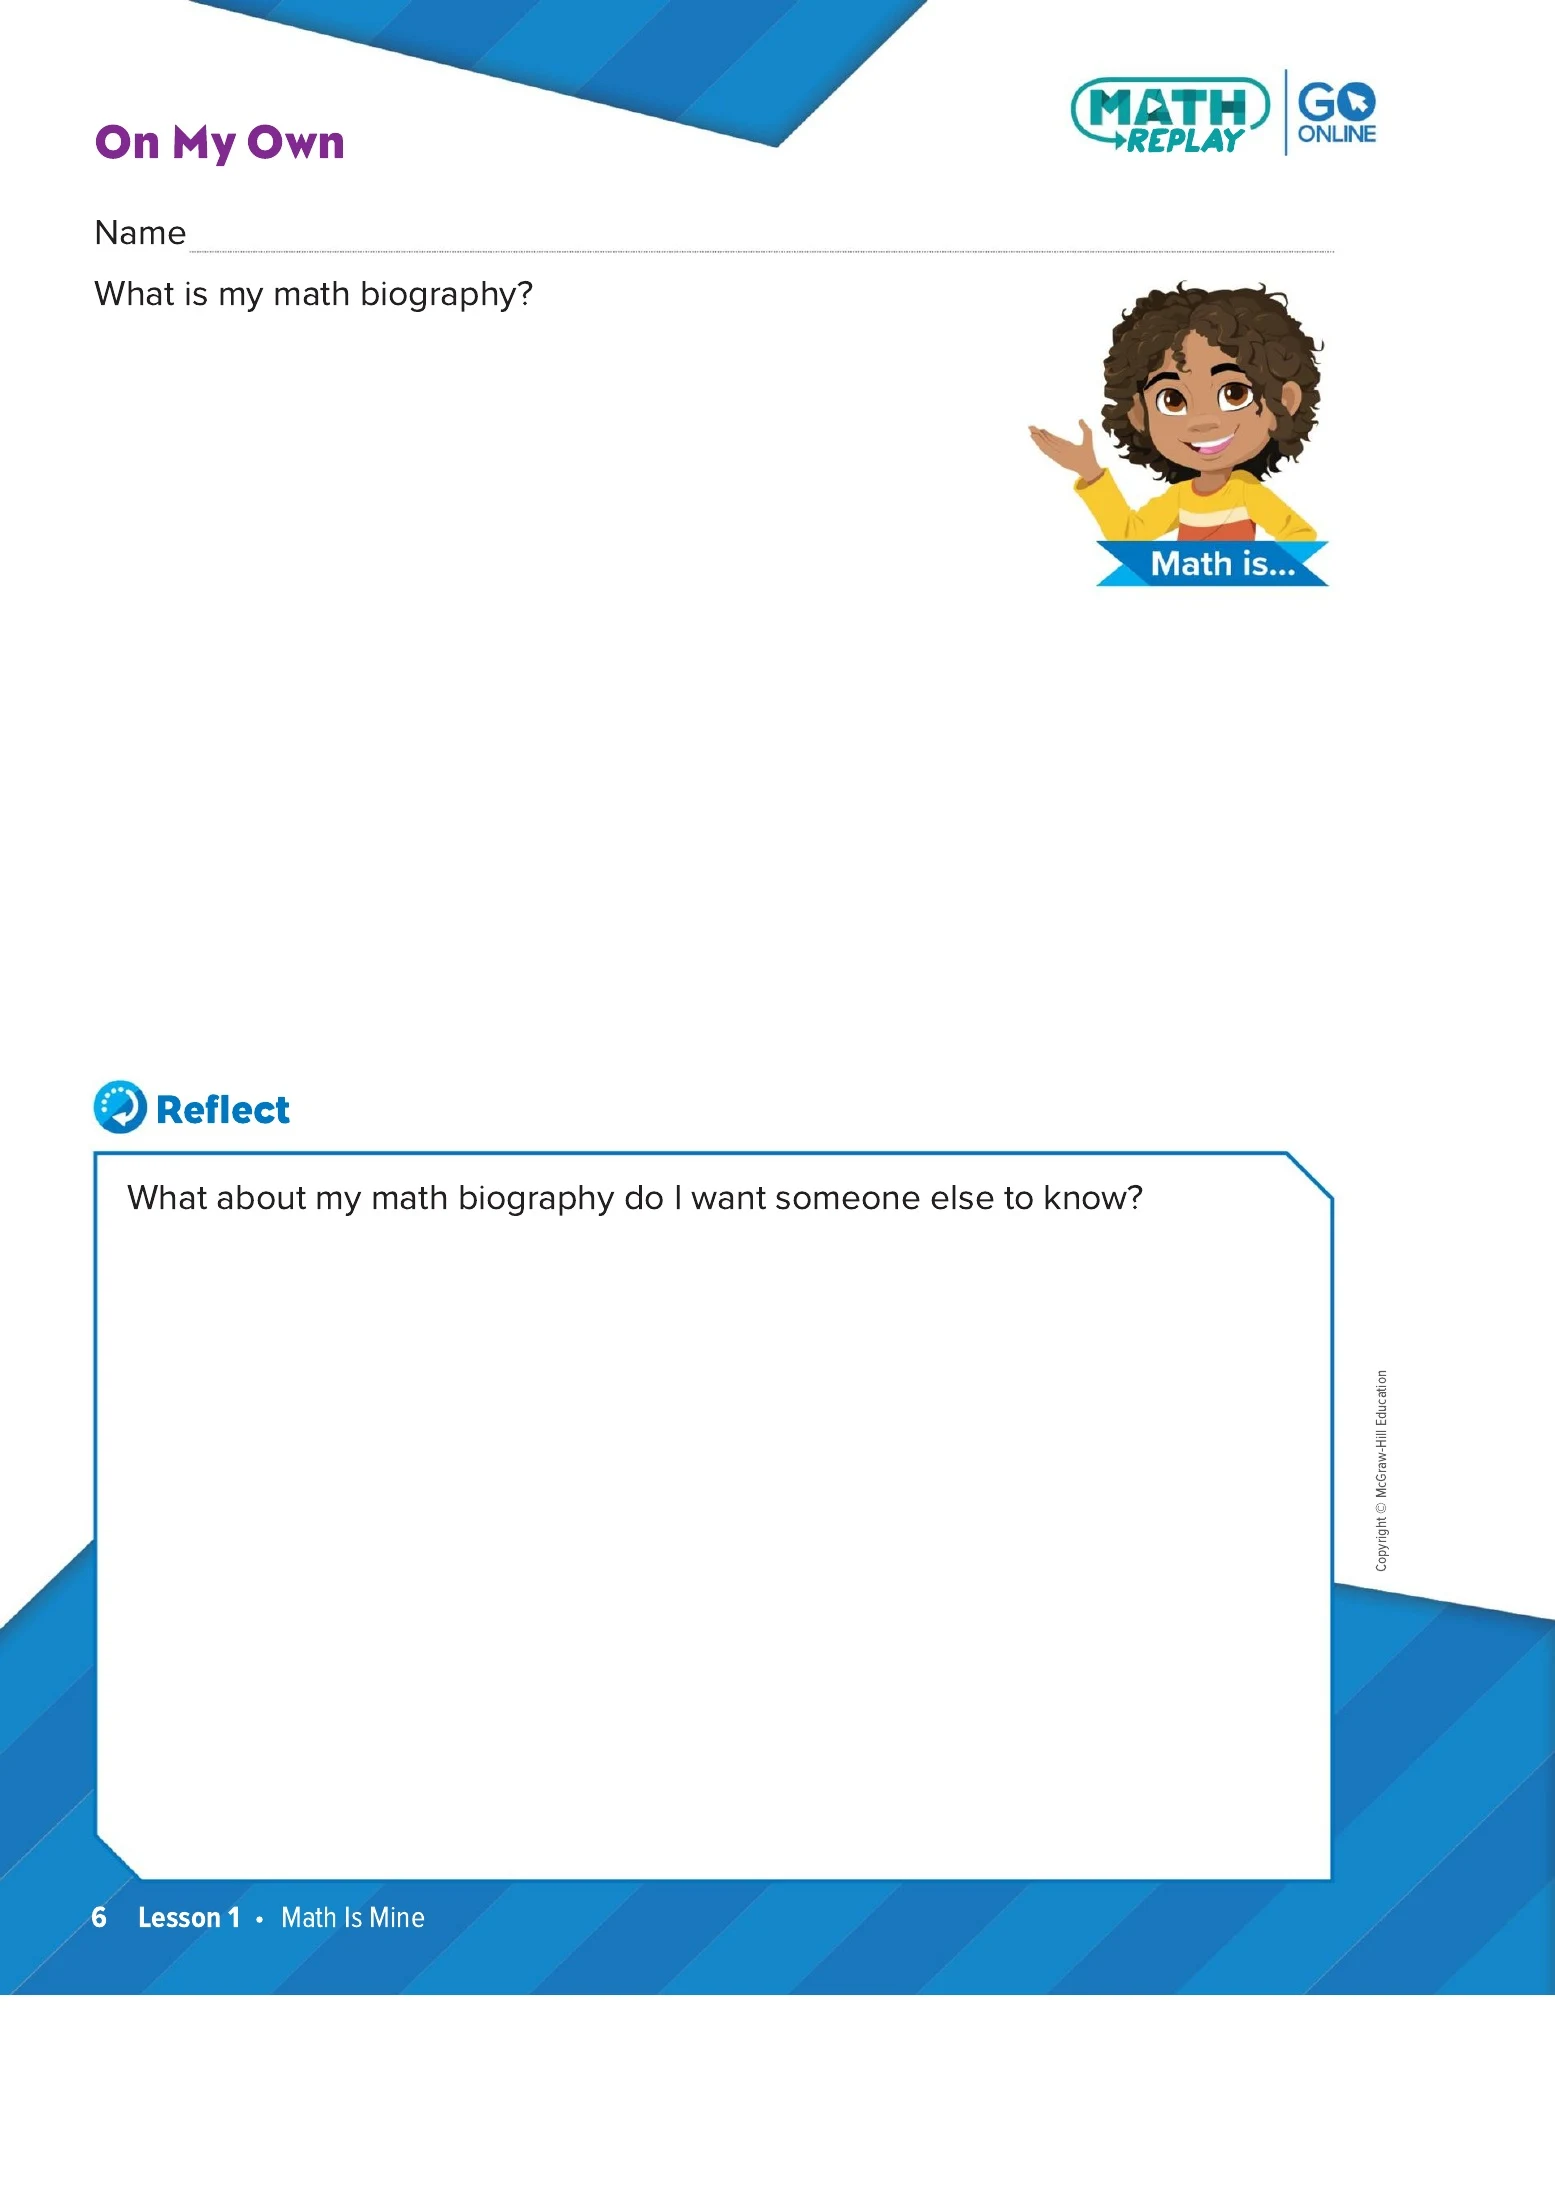 MATH
REPLAY
GO
ONLINE
On My Own
Name
What is my math biography?
Math is...
Reflect
What about my math biography do I want someone else to know?
Copyright © McGraw-Hill Education
6 Lesson 1 • Math Is Mine